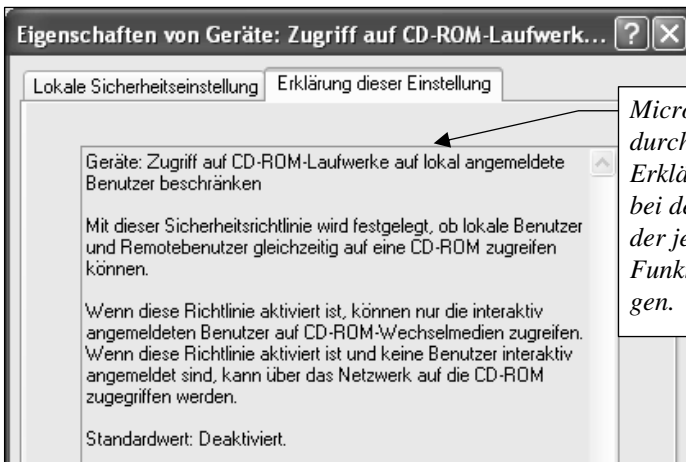 Eigenschaften von Geräte: Zugriff auf CD-ROM-Laufwerk...
Lokale Sicherheitseinstellung
Erklärung dieser Einstellung
Geräte: Zugriff auf CD-ROM-Laufwerke auf lokal angemeldete
Benutzer beschränken
Mit dieser Sicherheitsrichtlinie wird festgelegt, ob lokale Benutzer
und Remotebenutzer gleichzeitig auf eine CD-ROM zugreifen
können.
Wenn diese Richtlinie aktiviert ist, können nur die interaktiv
angemeldeten Benutzer auf CD-ROM-Wechselmedien zugreifen.
Wenn diese Richtlinie aktiviert ist und keine Benutzer interaktiv
angemeldet sind, kann über das Netzwerk auf die CD-ROM
zugegriffen werden.
Standardwert: Deaktiviert.
durch
bei
gen.